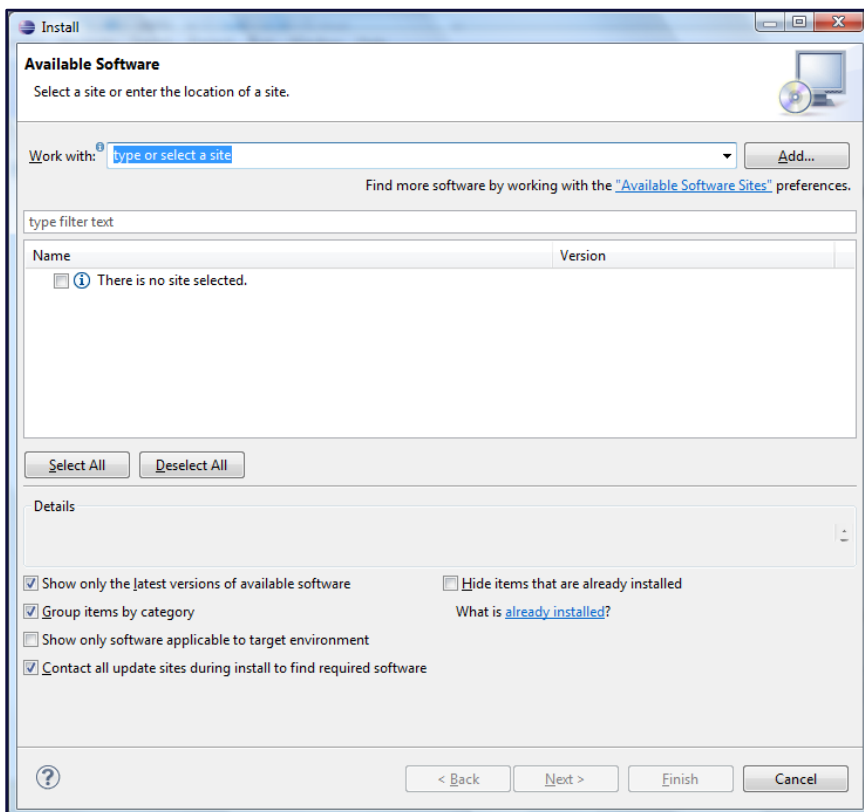 Install
Available Software
Select a site or enter the location of a site.
Work with: type or select a site Add...
Find more software by working with the "Available Software Sites" preferences.
type filter text
Name Version
There is no site selected.
Select All Deselect All
Details
Show only the latest versions of available software Hide items that are already installed
Group items by category What is already installed?
Show only software applicable to target environment
Contact all update sites during install to find required software
< Back Next > Finish Cancel